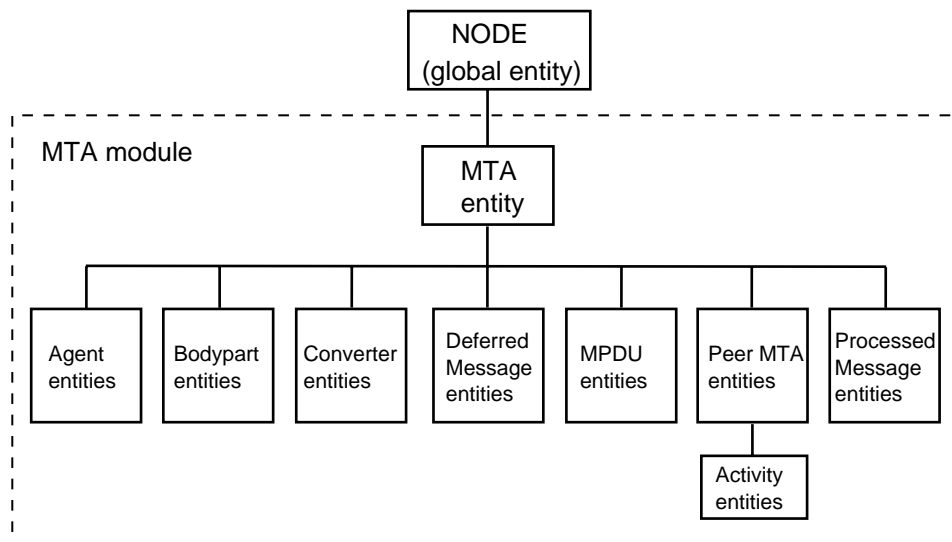 NODE
(global entity)
MTA module
MTA
entity
Agent
entities
Bodypart
entities
Converter
entities
Deferred
Message
entities
MPDU
entities
Peer MTA
entities
Processed
Message
entities
Activity
entities